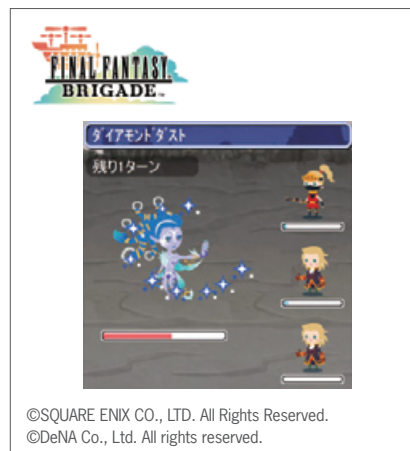 FINAL FANTASY
BRIGADE™
ダイアモンドダスト
残り1ターン
©SQUARE ENIX CO., LTD. All Rights Reserved.
©DeNA Co., Ltd. All rights reserved.